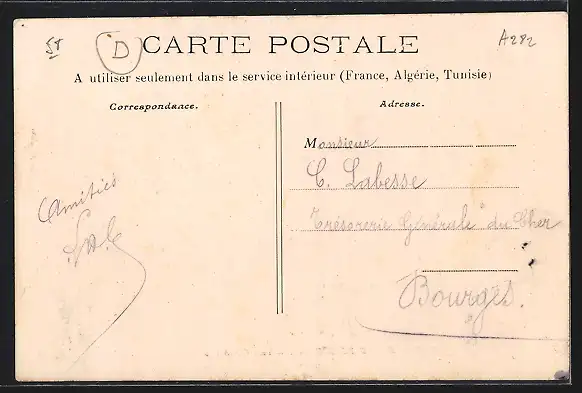 5T D CARTE POSTALE A282
A utiliser seulement dans le service intérieur (France, Algérie, Tunisie)
Correspondance.
Adresse.
Amitiés
Monsieur
C. Labesse
Trésorerie Générale du Cher
Bourges.